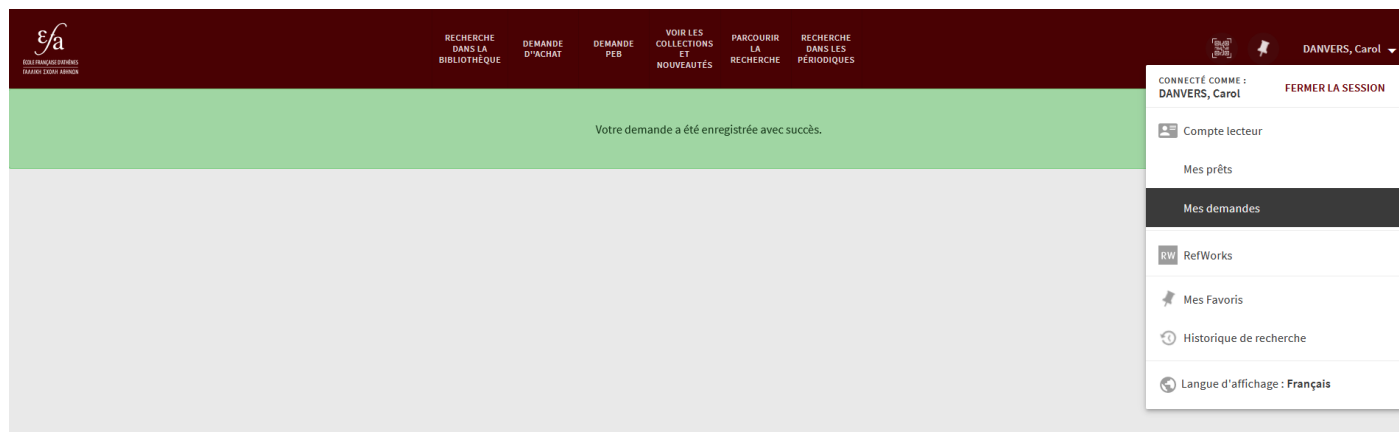 εfa
ÉCOLE FRANÇAISE D'ATHÈNES
ΓΑΛΛΙΚΗ ΣΧΟΛΗ ΑΘΗΝΩΝ
RECHERCHE
DANS LA
BIBLIOTHÈQUE
DEMANDE
D''ACHAT
DEMANDE
PEB
VOIR LES
COLLECTIONS
ET
NOUVEAUTÉS
PARCOURIR
LA
RECHERCHE
RECHERCHE
DANS LES
PÉRIODIQUES
DANVERS, Carol
CONNECTÉ COMME :
DANVERS, Carol
FERMER LA SESSION
Votre demande a été enregistrée avec succès.
Compte lecteur
Mes prêts
Mes demandes
RW RefWorks
Mes Favoris
Historique de recherche
Langue d'affichage : Français